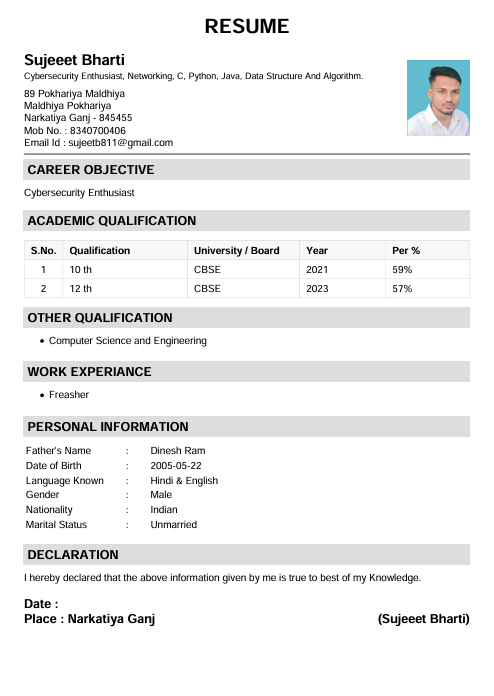 RESUME
Sujeeet Bharti
Cybersecurity Enthusiast, Networking, C, Python, Java, Data Structure And Algorithm.
89 Pokhariya Maldhiya
Maldhiya Pokhariya
Narkatiya Ganj - 845455
Mob No. : 8340700406
Email Id : sujeetb811@gmail.com
CAREER OBJECTIVE
Cybersecurity Enthusiast
ACADEMIC QUALIFICATION
S.No. Qualification University / Board Year Per %
1 10 th CBSE 2021 59%
2 12 th CBSE 2023 57%
OTHER QUALIFICATION
• Computer Science and Engineering
WORK EXPERIANCE
• Freasher
PERSONAL INFORMATION
Father's Name : Dinesh Ram
Date of Birth : 2005-05-22
Language Known : Hindi & English
Gender : Male
Nationality : Indian
Marital Status : Unmarried
DECLARATION
I hereby declared that the above information given by me is true to best of my Knowledge.
Date :
Place : Narkatiya Ganj (Sujeeet Bharti)